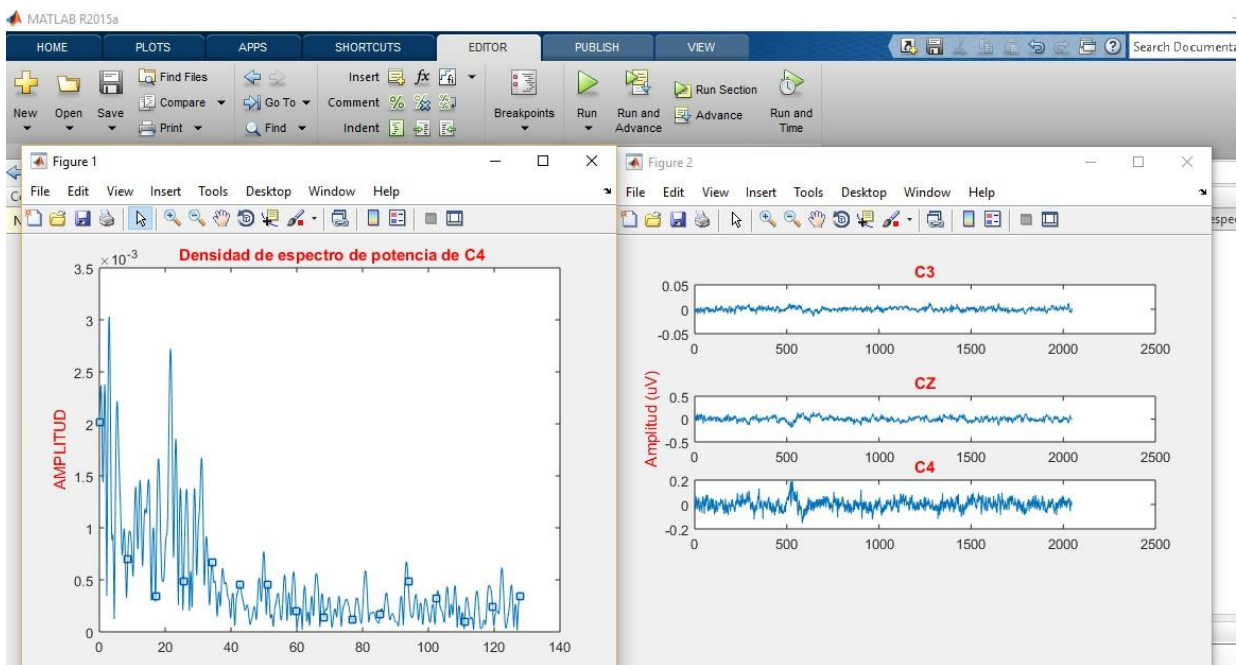 MATLAB R2015a
HOME PLOTS APPS SHORTCUTS EDITOR PUBLISH VIEW Search Documenta
New Open Save Find Files Compare Print Go To Find Insert fx Comment Indent Breakpoints Run Run and Advance Run Section Advance Run and Time
Figure 1
File Edit View Insert Tools Desktop Window Help
Densidad de espectro de potencia de C4
×10⁻³
AMPLITUD
3.5
3
2.5
2
1.5
1
0.5
0
0 20 40 60 80 100 120 140
Figure 2
File Edit View Insert Tools Desktop Window Help
espec
Amplitud (uV)
C3
0.05
0
-0.05
0 500 1000 1500 2000 2500
CZ
0.5
0
-0.5
0 500 1000 1500 2000 2500
C4
0.2
0
-0.2
0 500 1000 1500 2000 2500